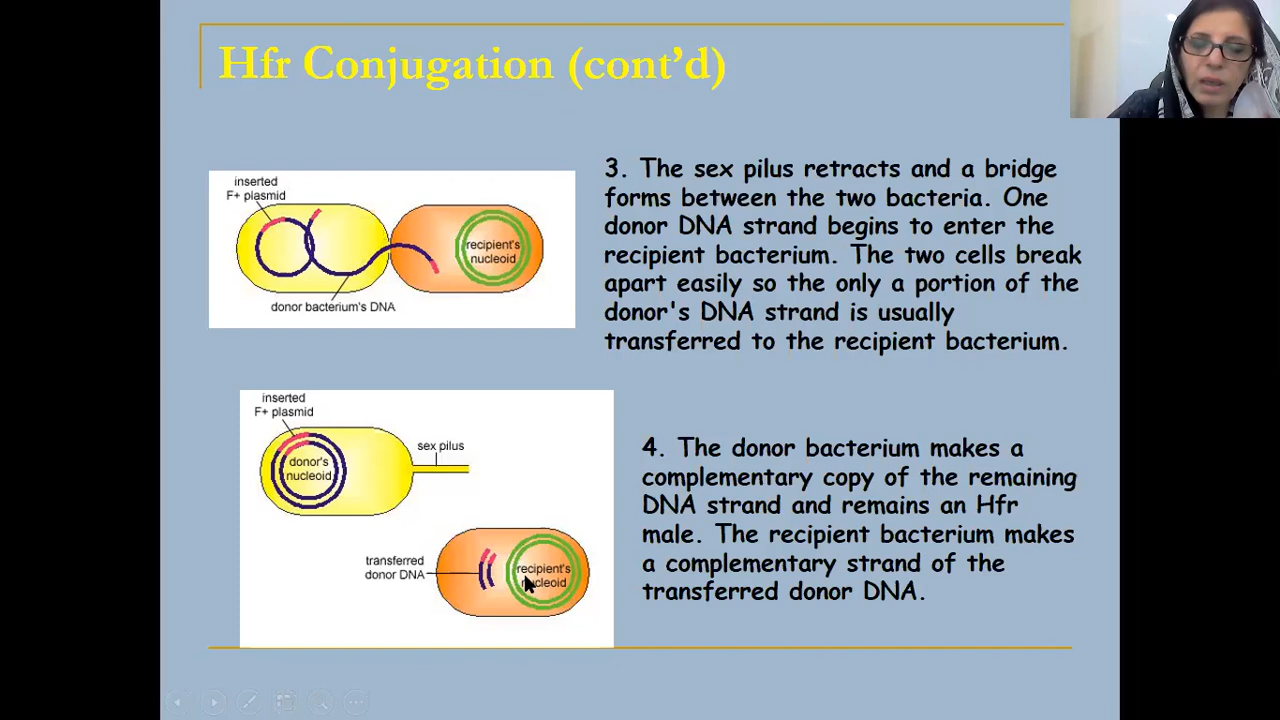 Hfr Conjugation (cont’d)
inserted
F+ plasmid
recipient's
nucleoid
donor bacterium's DNA
3. The sex pilus retracts and a bridge
forms between the two bacteria. One
donor DNA strand begins to enter the
recipient bacterium. The two cells break
apart easily so the only a portion of the
donor's DNA strand is usually
transferred to the recipient bacterium.
inserted
F+ plasmid
donor's
nucleoid
sex pilus
transferred
donor DNA
recipient's
nucleoid
4. The donor bacterium makes a
complementary copy of the remaining
DNA strand and remains an Hfr
male. The recipient bacterium makes
a complementary strand of the
transferred donor DNA.